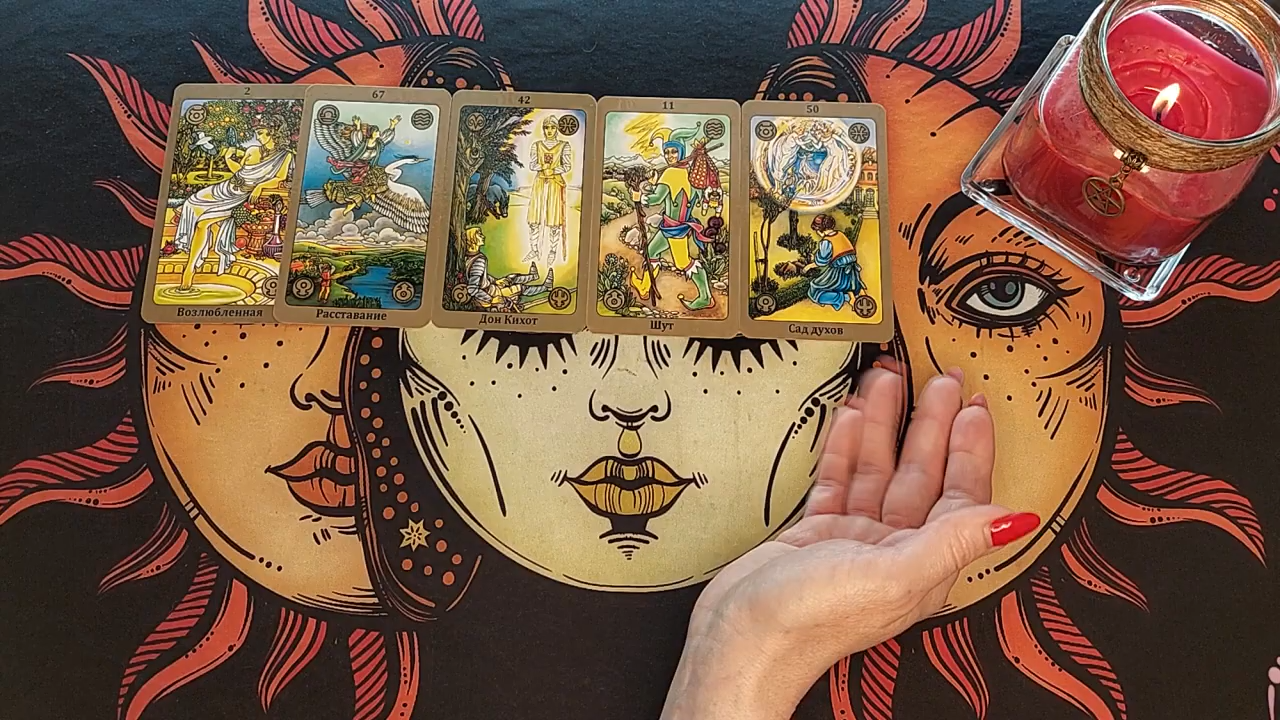 2
Возлюбленная
67
Расставание
42
Дон Кихот
11
Шут
50
Сад духов